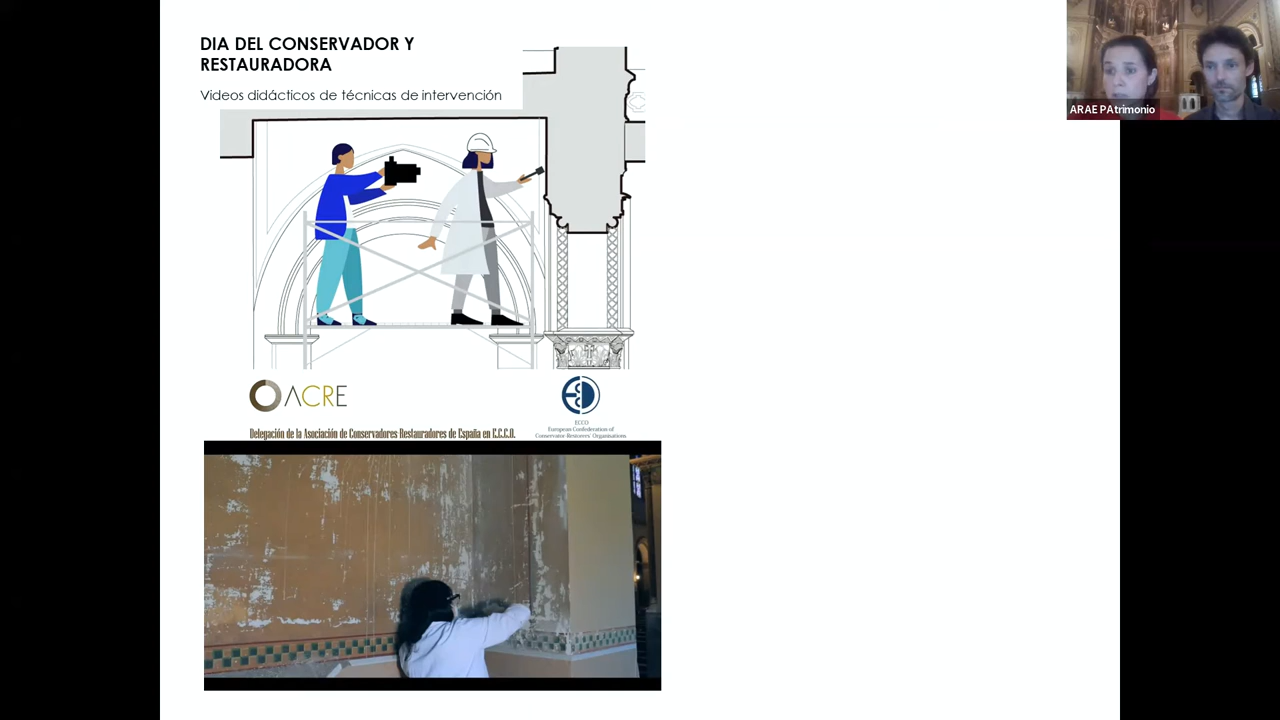 DIA DEL CONSERVADOR Y
RESTAURADORA
Videos didácticos de técnicas de intervención
ACRE
Delegación de la Asociación de Conservadores Restauradores de España en E.C.C.O.
ECCO
European Confederation of
Conservator-Restorers' Organisations
ARAE PAtrimonio